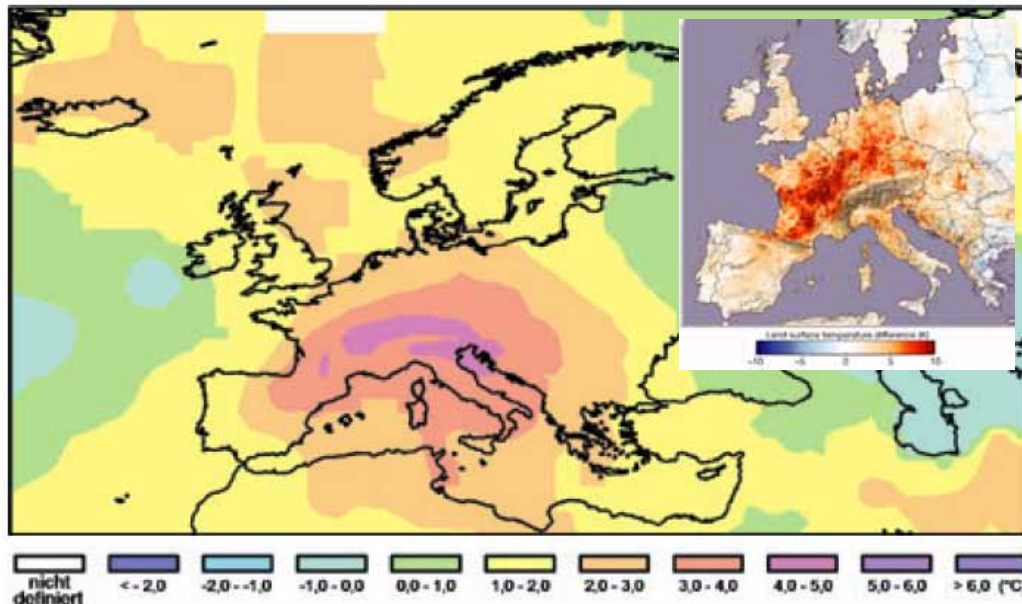 Land surface temperature difference (K)
-10 -5 0 5 10
nicht
definiert
< - 2,0
-2,0 - -1,0
-1,0 - 0,0
0,0 - 1,0
1,0 - 2,0
2,0 - 3,0
3,0 - 4,0
4,0 - 5,0
5,0 - 6,0
> 6,0 (°C